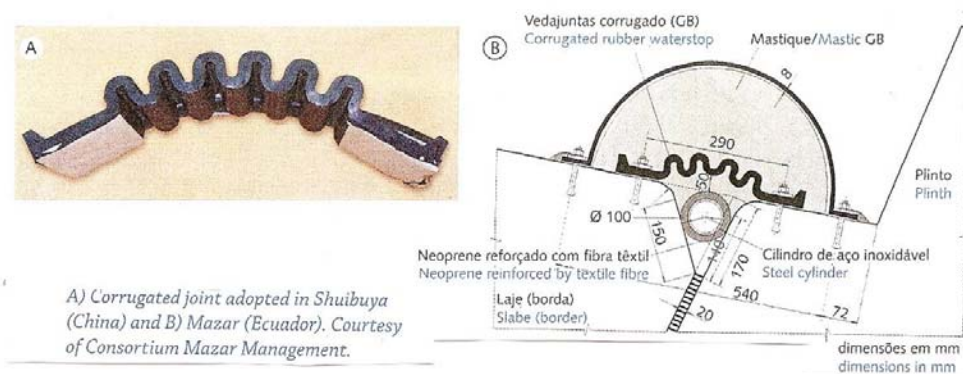 A
A) Corrugated joint adopted in Shuibuya
(China) and B) Mazar (Ecuador). Courtesy
of Consortium Mazar Management.
B
Vedajuntas corrugado (GB)
Corrugated rubber waterstop
Mastique/Mastic GB
8
290
50
Plinto
Plinth
Ø 100
150
140
170
Neoprene reforçado com fibra têxtil
Neoprene reinforced by textile fibre
Cilindro de aço inoxidável
Steel cylinder
540
72
Laje (borda)
Slabe (border)
20
dimensões em mm
dimensions in mm